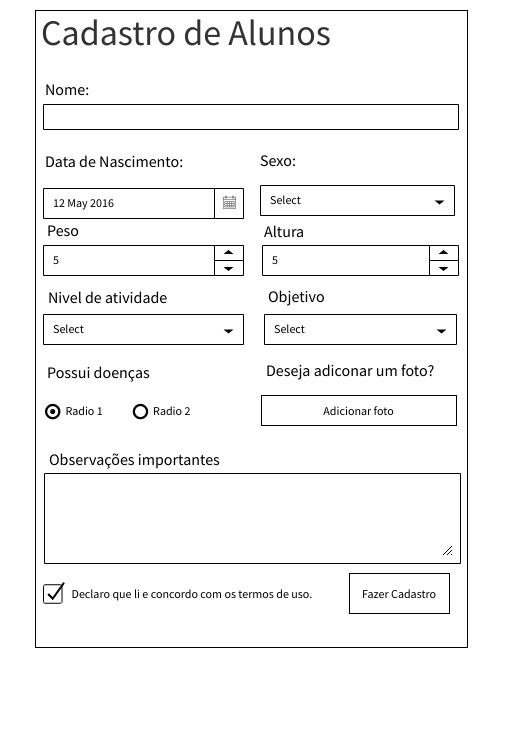 Cadastro de Alunos
Nome:
Data de Nascimento:
Sexo:
12 May 2016
Select
Peso
Altura
5
5
Nivel de atividade
Objetivo
Select
Select
Possui doenças
Deseja adiconar um foto?
Radio 1
Radio 2
Adicionar foto
Observações importantes
Declaro que li e concordo com os termos de uso.
Fazer Cadastro